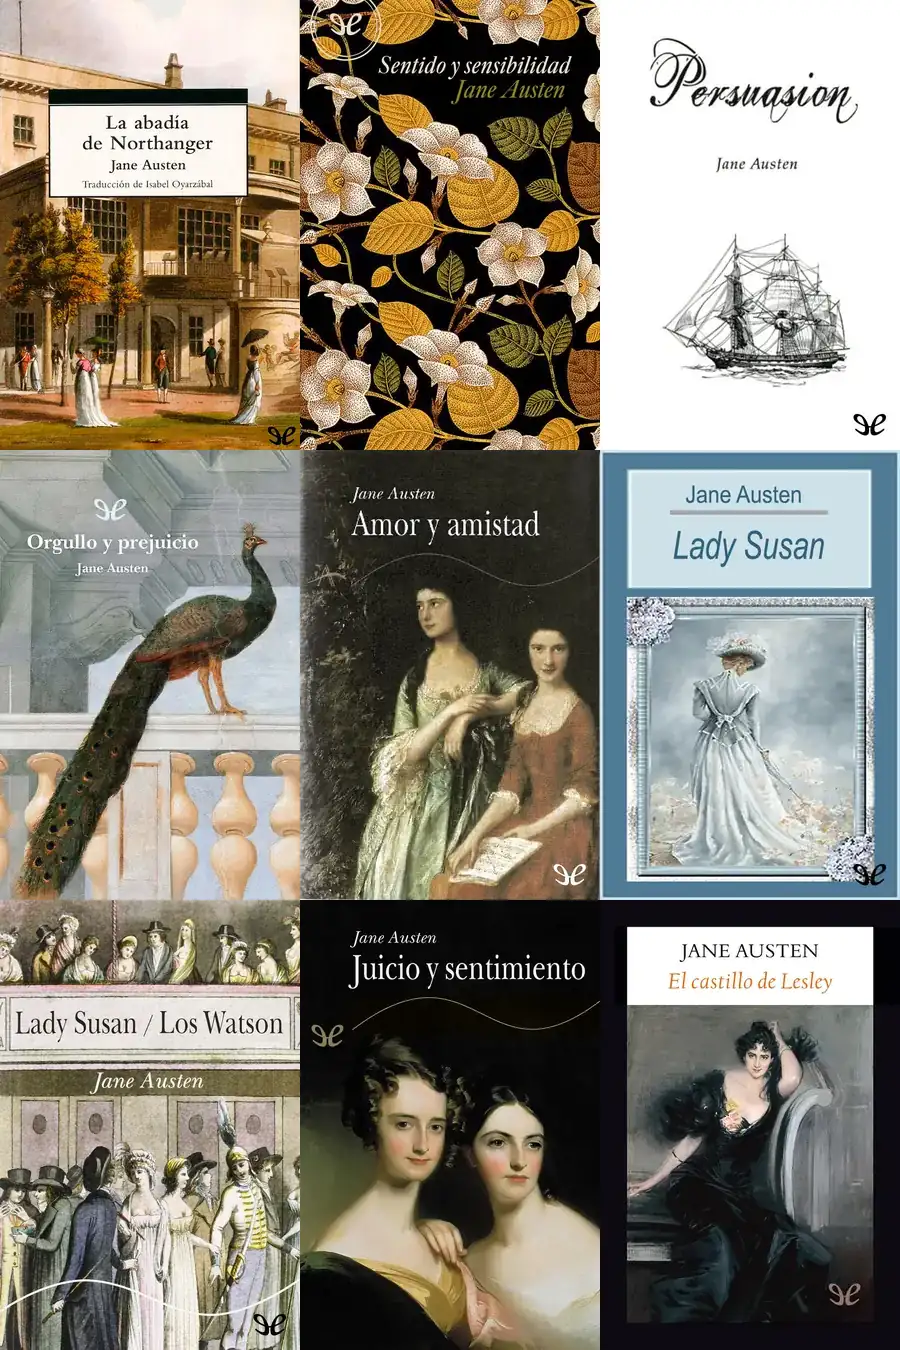 La abadía
de Northanger
Jane Austen
Traducción de Isabel Oyarzábal
Sentido y sensibilidad
Jane Austen
Persuasion
Jane Austen
Orgullo y prejuicio
Jane Austen
Jane Austen
Amor y amistad
Jane Austen
Lady Susan
Lady Susan / Los Watson
Jane Austen
Jane Austen
Juicio y sentimiento
JANE AUSTEN
El castillo de Lesley